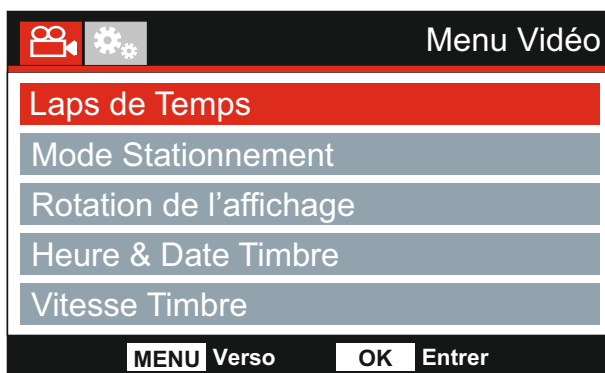 Menu Vidéo
Laps de Temps
Mode Stationnement
Rotation de l’affichage
Heure & Date Timbre
Vitesse Timbre
MENU Verso OK Entrer